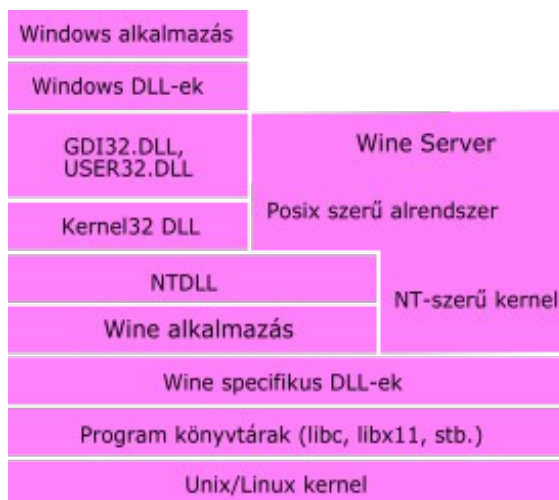 Windows alkalmazás
Windows DLL-ek
GDI32.DLL,
USER32.DLL
Wine Server
Kernel32 DLL
Posix szerű alrendszer
NTDLL
NT-szerű kernel
Wine alkalmazás
Wine specifikus DLL-ek
Program könyvtárak (libc, libx11, stb.)
Unix/Linux kernel